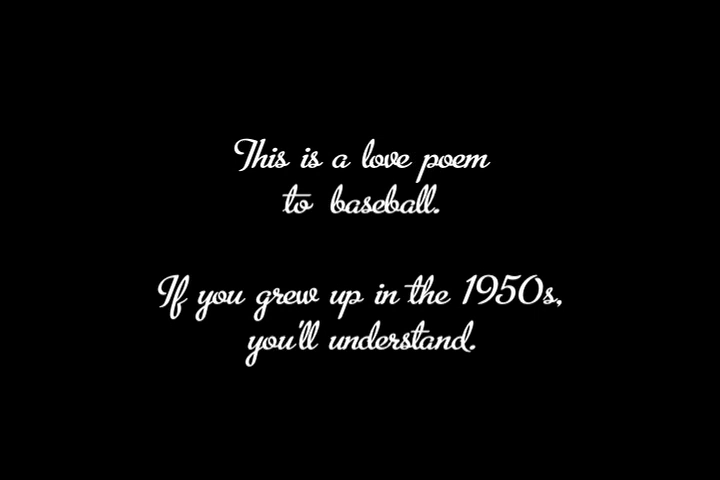 This is a love poem
to baseball.
If you grew up in the 1950s,
you'll understand.